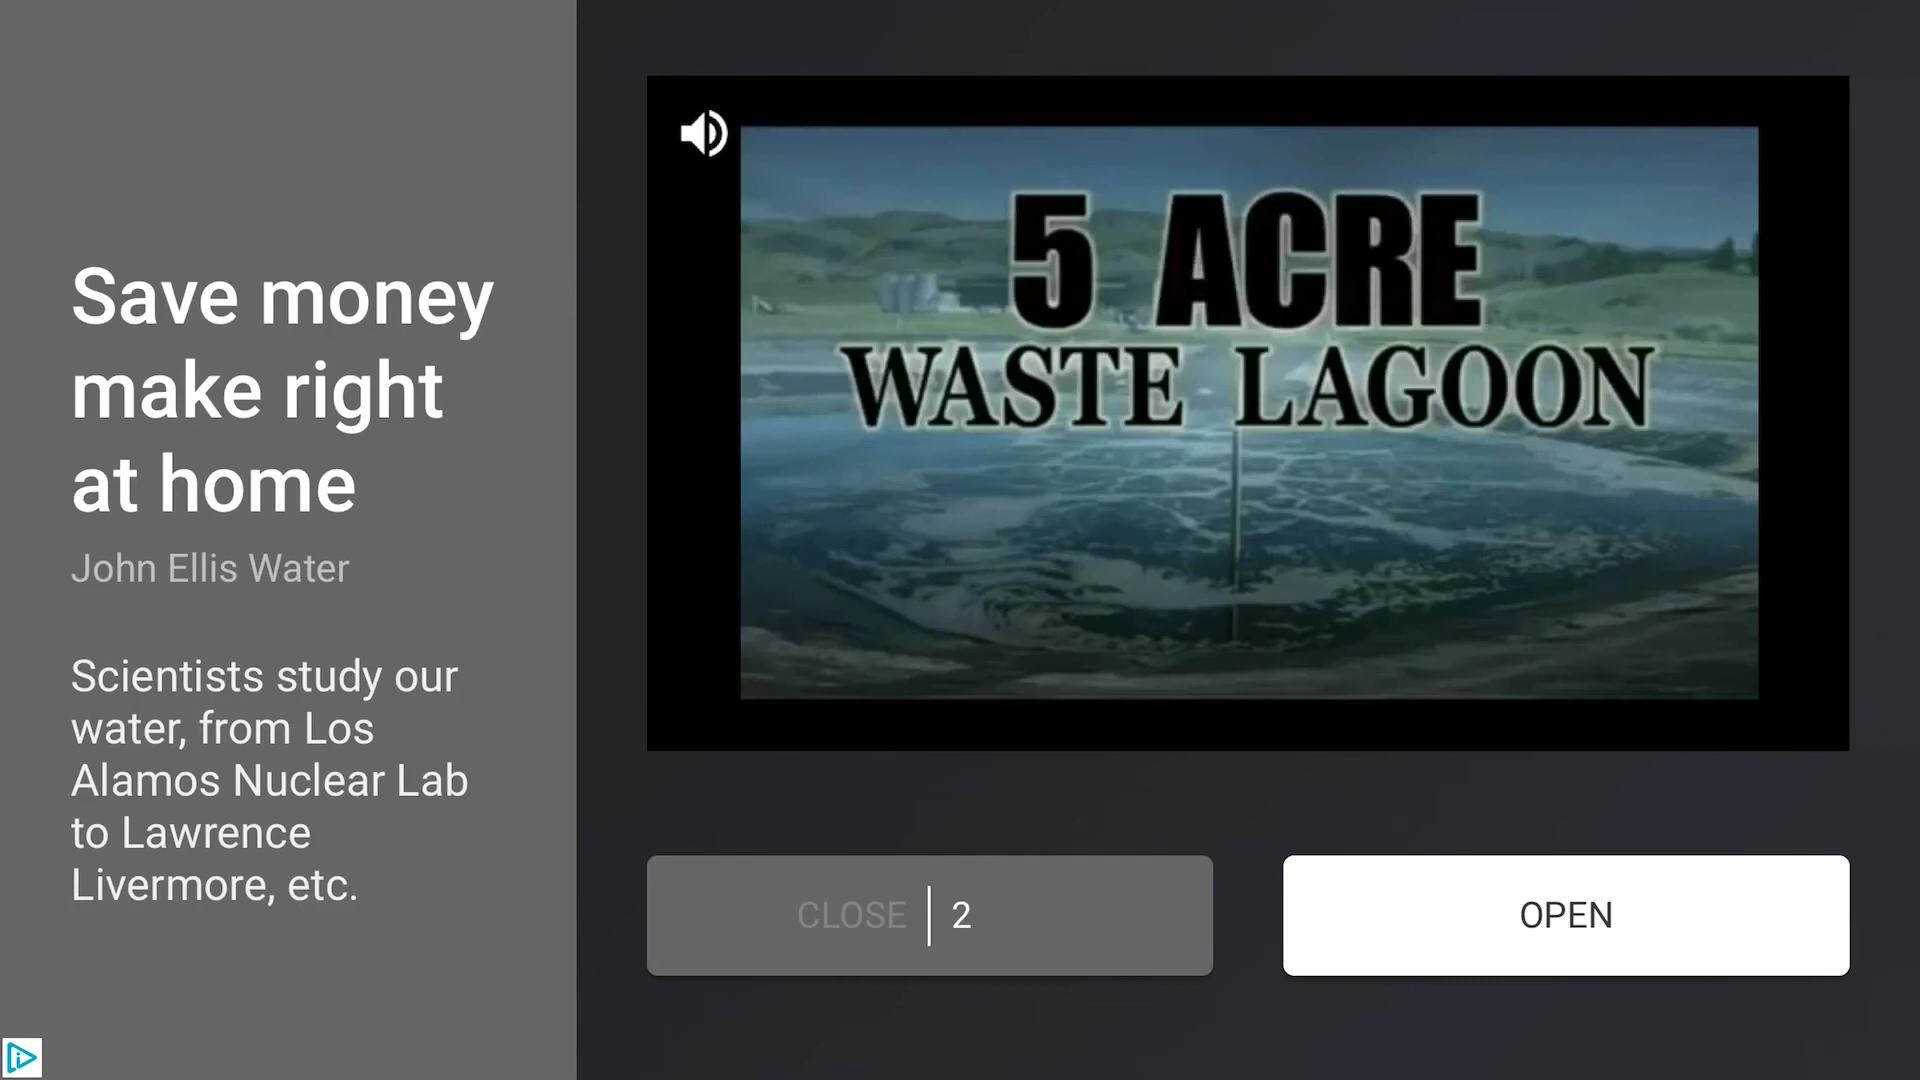 Save money
make right
at home
John Ellis Water
Scientists study our
water, from Los
Alamos Nuclear Lab
to Lawrence
Livermore, etc.
5 ACRE
WASTE LAGOON
CLOSE 2
OPEN